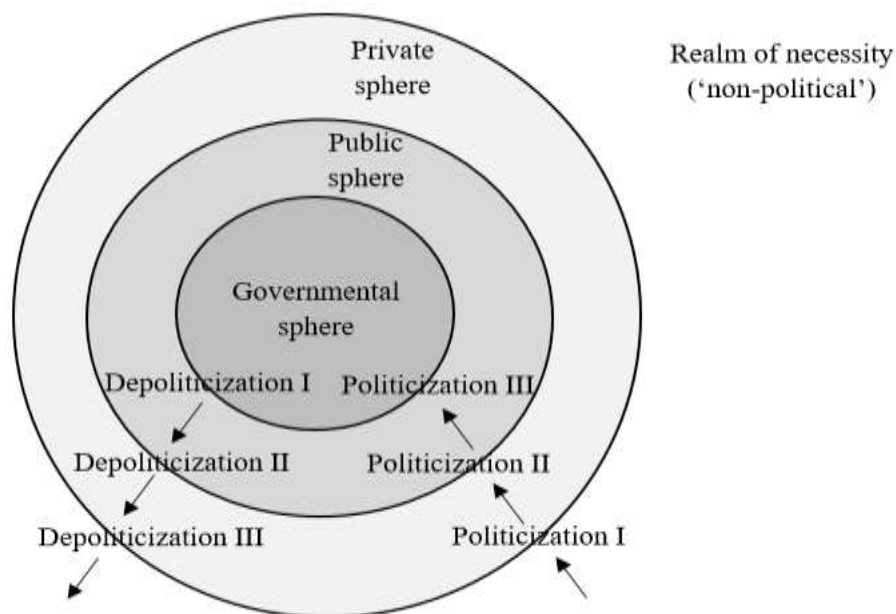 Private
sphere
Realm of necessity
(‘non-political’)
Public
sphere
Governmental
sphere
Depoliticization I
Politicization III
Depoliticization II
Politicization II
Depoliticization III
Politicization I